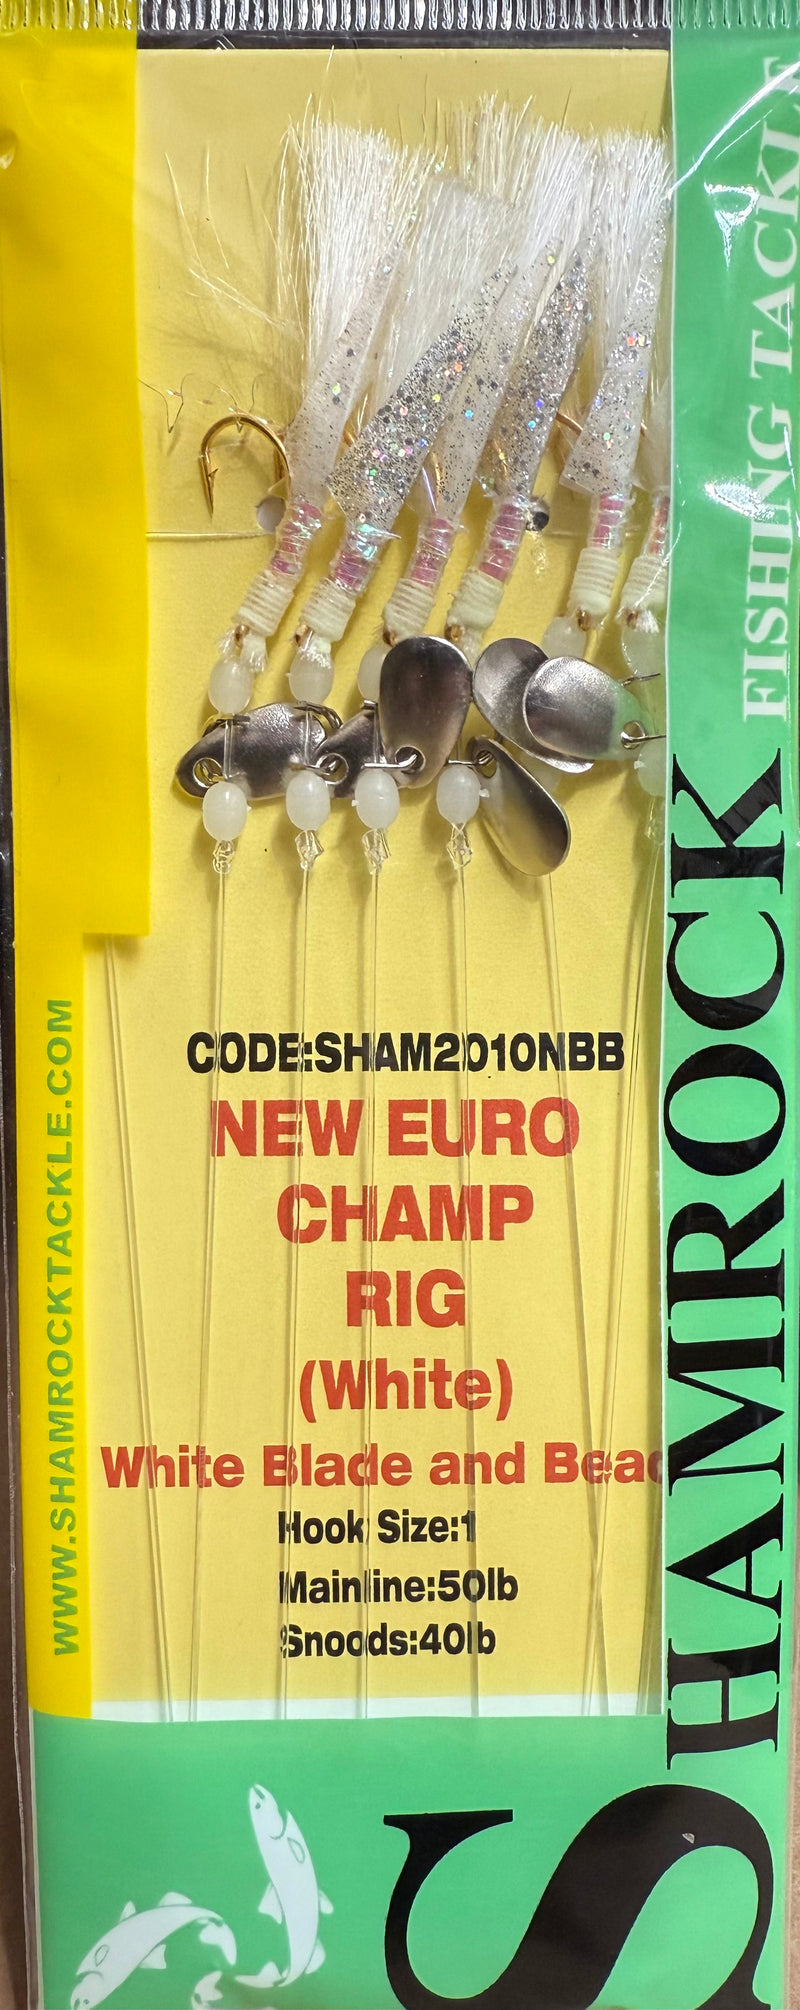 CODE:SHAM2010NBB
NEW EURO
CHAMP
RIG
(White)
White Blade and Bead
Hook Size:1
Mainline:50lb
Snoods:40lb
WWW.SHAMROCKTACKLE.COM
SHAMROCK
FISHING TACKLE